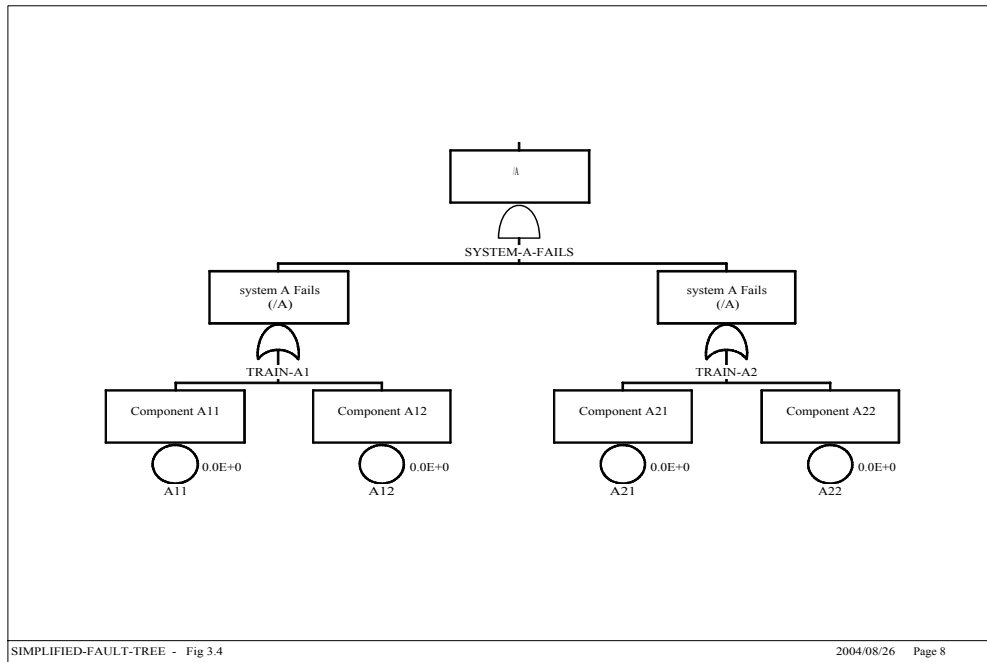 /A
SYSTEM-A-FAILS
system A Fails
(/A)
system A Fails
(/A)
TRAIN-A1
TRAIN-A2
Component A11
Component A12
Component A21
Component A22
0.0E+0
0.0E+0
0.0E+0
0.0E+0
A11
A12
A21
A22
SIMPLIFIED-FAULT-TREE - Fig 3.4
2004/08/26 Page 8